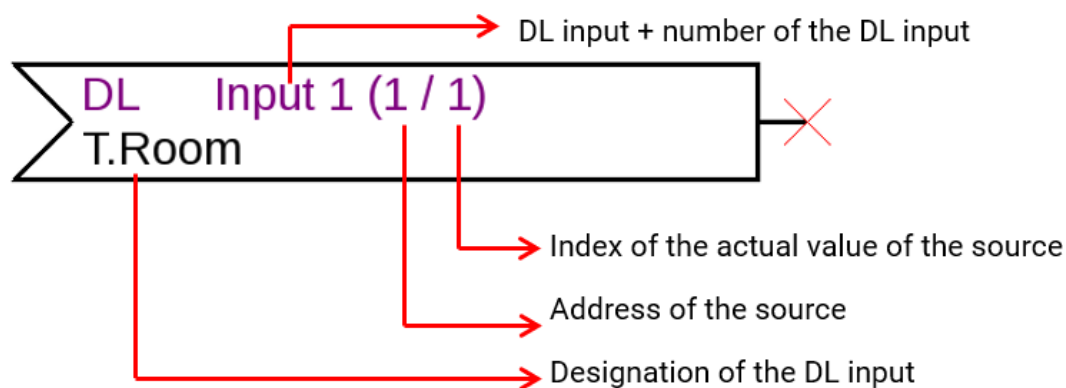 DL input + number of the DL input
DL Input 1 (1 / 1)
T.Room
Index of the actual value of the source
Address of the source
Designation of the DL input